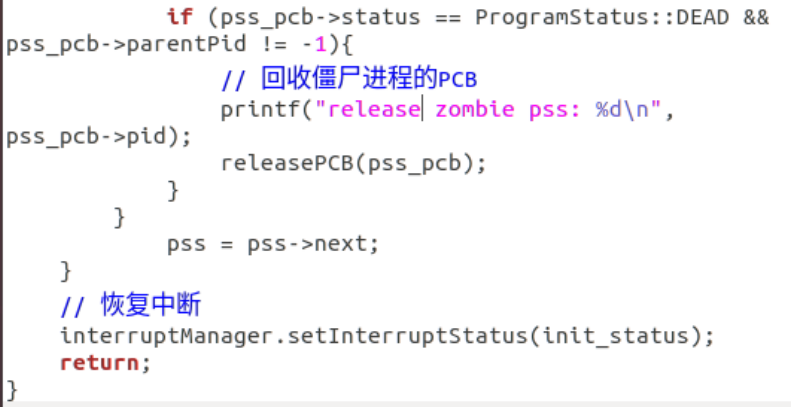 if (pss_pcb->status == ProgramStatus::DEAD &&
pss_pcb->parentPid != -1){
// 回收僵尸进程的PCB
printf("release zombie pss: %d\n",
pss_pcb->pid);
releasePCB(pss_pcb);
}
}
pss = pss->next;
}
// 恢复中断
interruptManager.setInterruptStatus(init_status);
return;
}